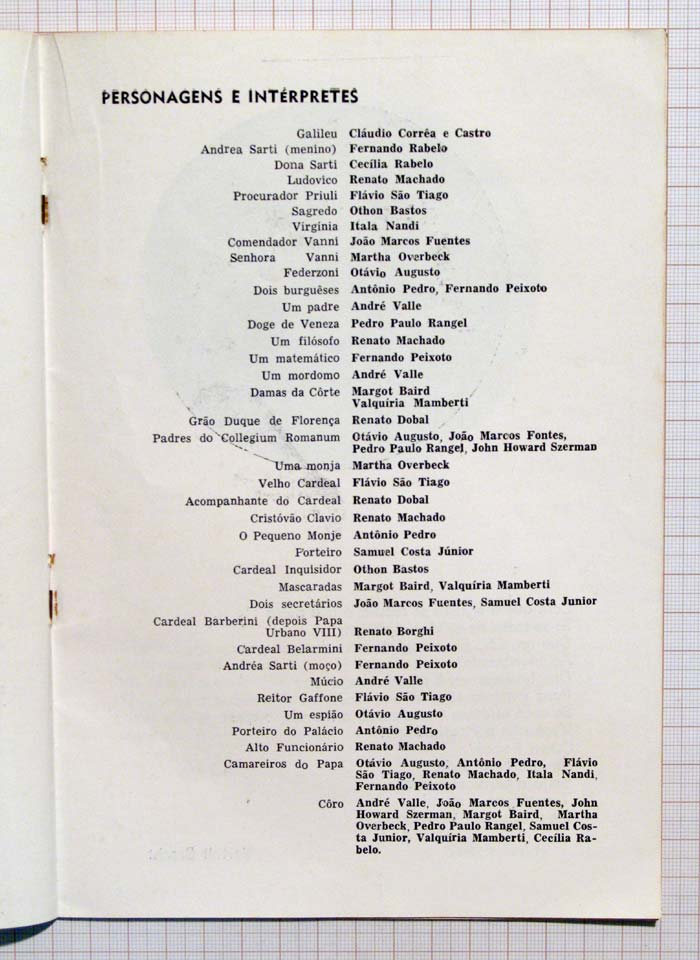 PERSONAGENS E INTÉRPRETES
Galileu Cláudio Corrêa e Castro
Andrea Sarti (menino) Fernando Rabelo
Dona Sarti Cecília Rabelo
Ludovico Renato Machado
Procurador Priuli Flávio São Tiago
Sagredo Othon Bastos
Virgínia Itala Nandi
Comendador Vanni João Marcos Fuentes
Senhora Vanni Martha Overbeck
Federzoni Otávio Augusto
Dois burguêses Antônio Pedro, Fernando Peixoto
Um padre André Valle
Doge de Veneza Pedro Paulo Rangel
Um filósofo Renato Machado
Um matemático Fernando Peixoto
Um mordomo André Valle
Damas da Côrte Margot Baird
Valquíria Mamberti
Grão Duque de Florença Renato Dobal
Padres do Collegium Romanum Otávio Augusto, João Marcos Fontes,
Pedro Paulo Rangel, John Howard Szerman
Uma monja Martha Overbeck
Velho Cardeal Flávio São Tiago
Acompanhante do Cardeal Renato Dobal
Cristóvão Clavio Renato Machado
O Pequeno Monje Antônio Pedro
Porteiro Samuel Costa Júnior
Cardeal Inquisidor Othon Bastos
Mascaradas Margot Baird, Valquíria Mamberti
Dois secretários João Marcos Fuentes, Samuel Costa Junior
Cardeal Barberini (depois Papa
Urbano VIII) Renato Borghi
Cardeal Belarmini Fernando Peixoto
Andréa Sarti (moço) Fernando Peixoto
Múcio André Valle
Reitor Gaffone Flávio São Tiago
Um espião Otávio Augusto
Porteiro do Palácio Antônio Pedro
Alto Funcionário Renato Machado
Camareiros do Papa Otávio Augusto, Antônio Pedro, Flávio
São Tiago, Renato Machado, Itala Nandi,
Fernando Peixoto
Côro André Valle, João Marcos Fuentes, John
Howard Szerman, Margot Baird, Martha
Overbeck, Pedro Paulo Rangel, Samuel Cos-
ta Junior, Valquíria Mamberti, Cecília Ra-
belo.